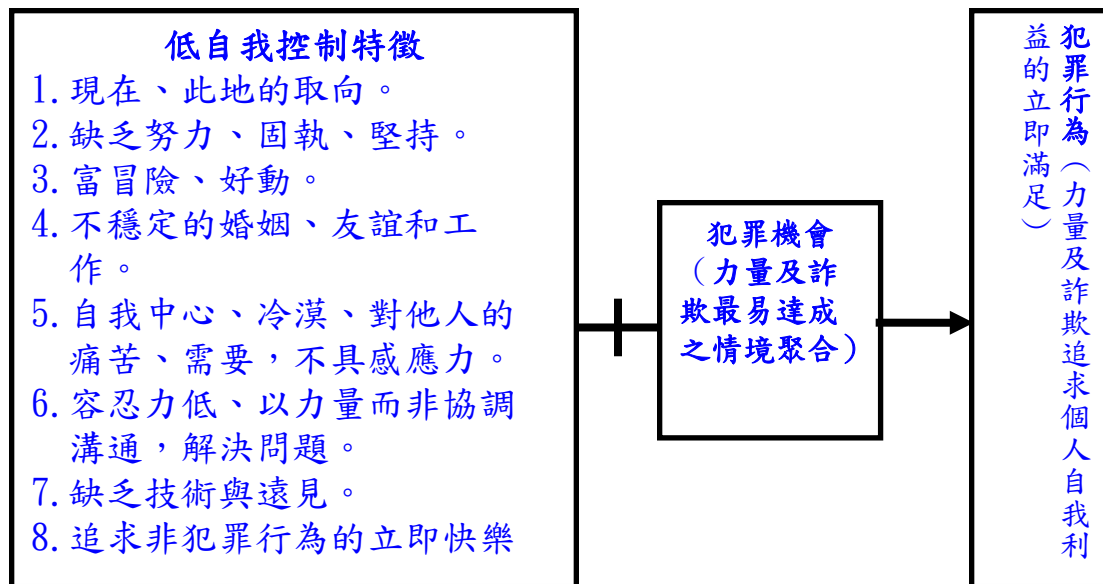 低自我控制特徵
1. 現在、此地的取向。
2. 缺乏努力、固執、堅持。
3. 富冒險、好動。
4. 不穩定的婚姻、友誼和工
作。
5. 自我中心、冷漠、對他人的
痛苦、需要，不具感應力。
6. 容忍力低、以力量而非協調
溝通，解決問題。
7. 缺乏技術與遠見。
8. 追求非犯罪行為的立即快樂
犯罪機會
（力量及詐
欺最易達成
之情境聚合）
犯罪行為（力量及詐欺追求個人自我利
益的立即滿足）